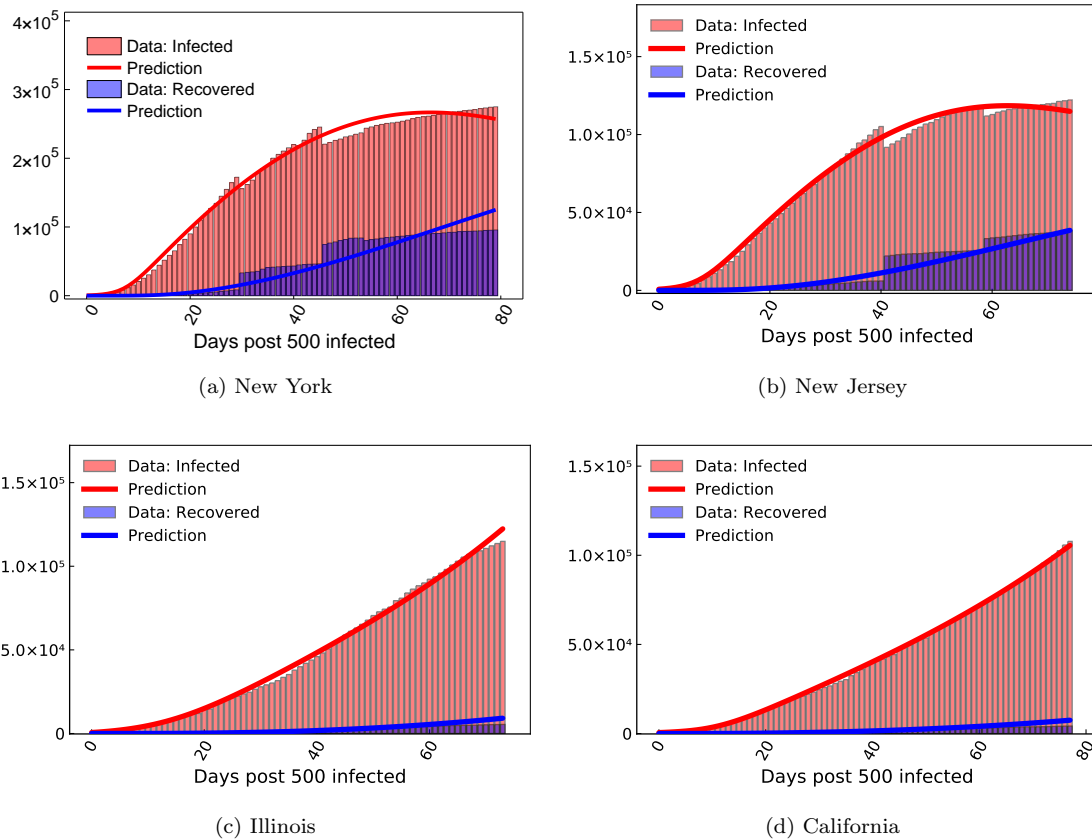 4×10⁵
3×10⁵
2×10⁵
1×10⁵
0
Data: Infected
Prediction
Data: Recovered
Prediction
0
20
40
60
80
Days post 500 infected
(a) New York
1.5×10⁵
1.0×10⁵
5.0×10⁴
0
Data: Infected
Prediction
Data: Recovered
Prediction
0
20
40
60
Days post 500 infected
(b) New Jersey
1.5×10⁵
1.0×10⁵
5.0×10⁴
0
Data: Infected
Prediction
Data: Recovered
Prediction
0
20
40
60
Days post 500 infected
(c) Illinois
1.5×10⁵
1.0×10⁵
5.0×10⁴
0
Data: Infected
Prediction
Data: Recovered
Prediction
0
20
40
60
80
Days post 500 infected
(d) California